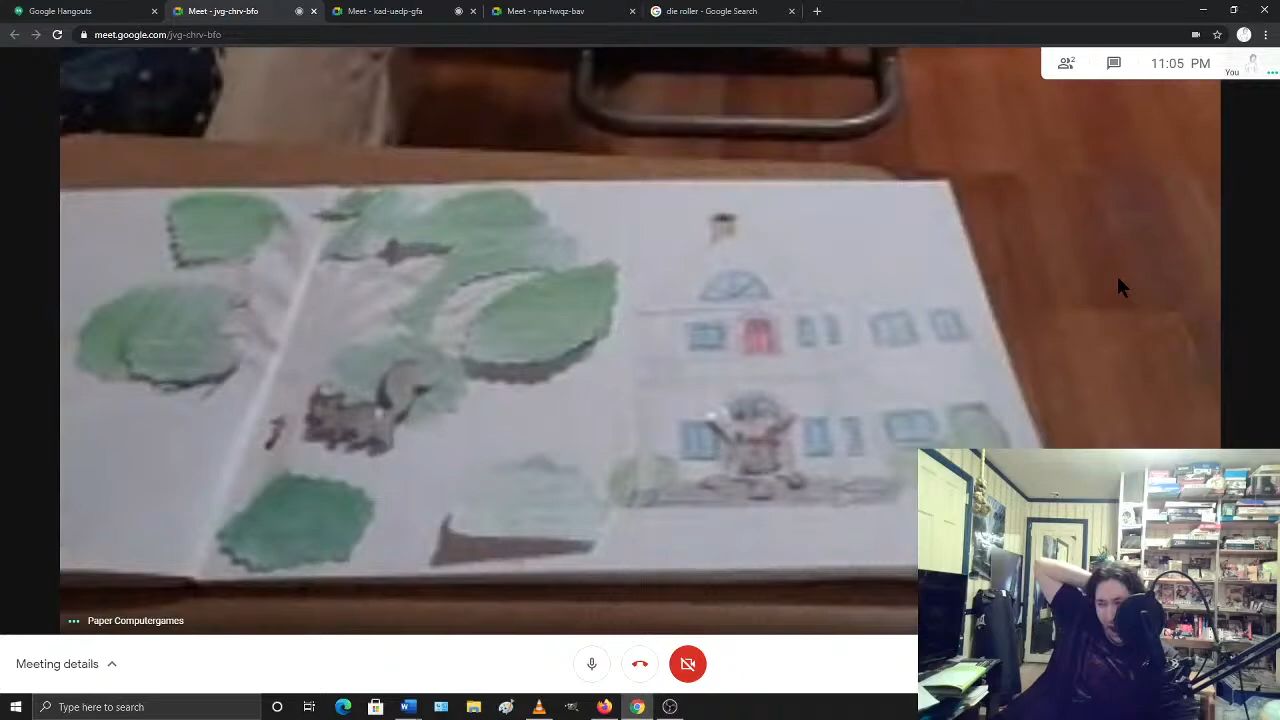 Google Hangouts
Meet - jvg-chrv-bfo
Meet - kad-uedp-gfa
Meet - npa-hwqz-bav
die roller - Google Search
meet.google.com/jvg-chrv-bfo
2
11:05 PM
You
Paper Computergames
Meeting details
Type here to search